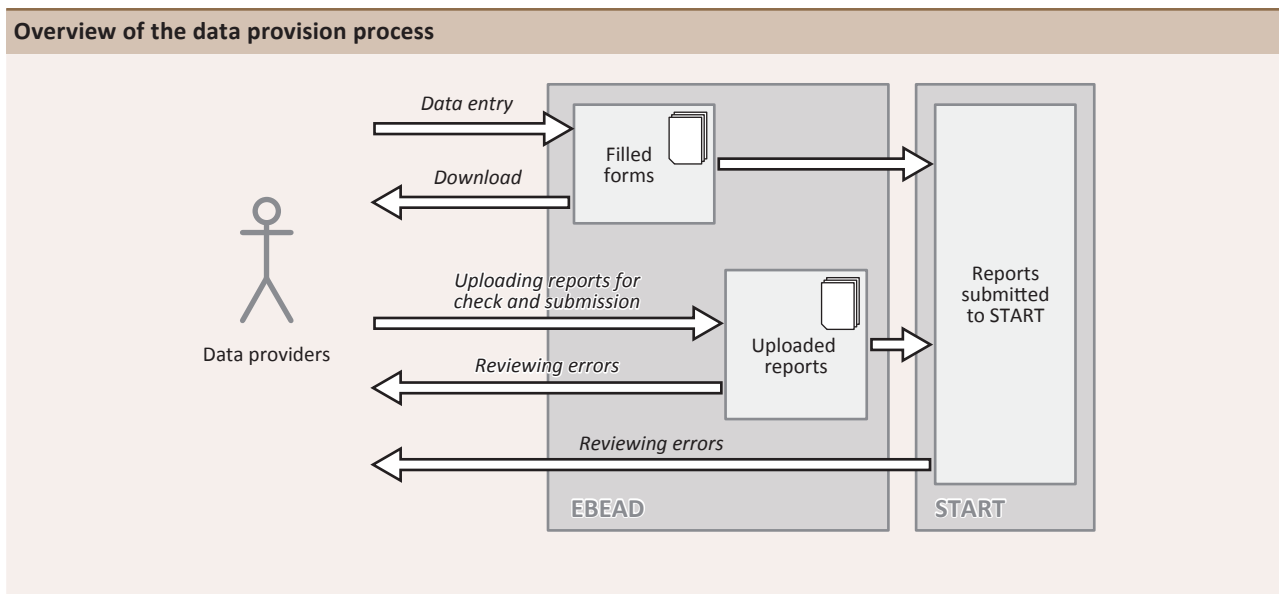 Overview of the data provision process
Data entry
Filled
forms
Download
Uploading reports for
check and submission
Data providers
Uploaded
reports
Reviewing errors
Reports
submitted
to START
Reviewing errors
EBEAD
START